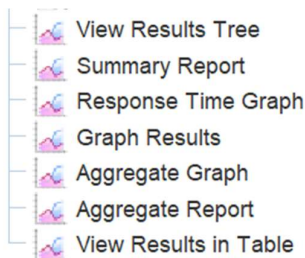 View Results Tree
Summary Report
Response Time Graph
Graph Results
Aggregate Graph
Aggregate Report
View Results in Table